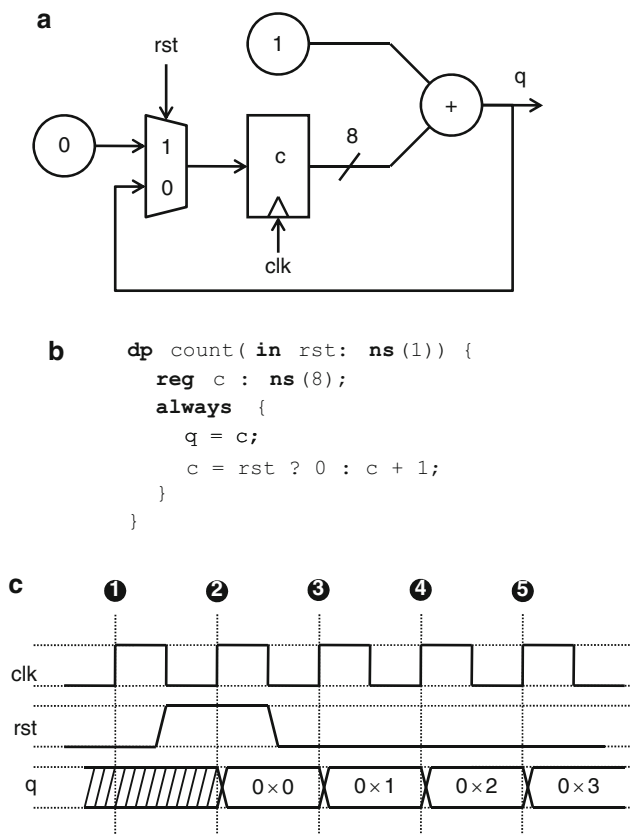 a
rst
1
q
0
1
0
c
8
+
clk
b
dp count( in rst: ns(1)) {
reg c : ns(8);
always {
q = c;
c = rst ? 0 : c + 1;
}
}
c
1 2 3 4 5
clk
rst
q 0×0 0×1 0×2 0×3